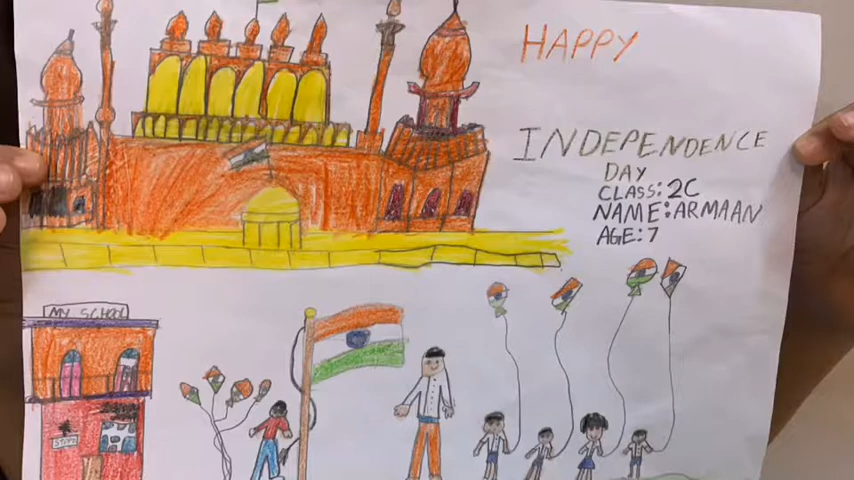 HAPPY
INDEPENDENCE
DAY
CLASS: 2C
NAME: ARMAAN
AGE: 7
MY SCHOOL